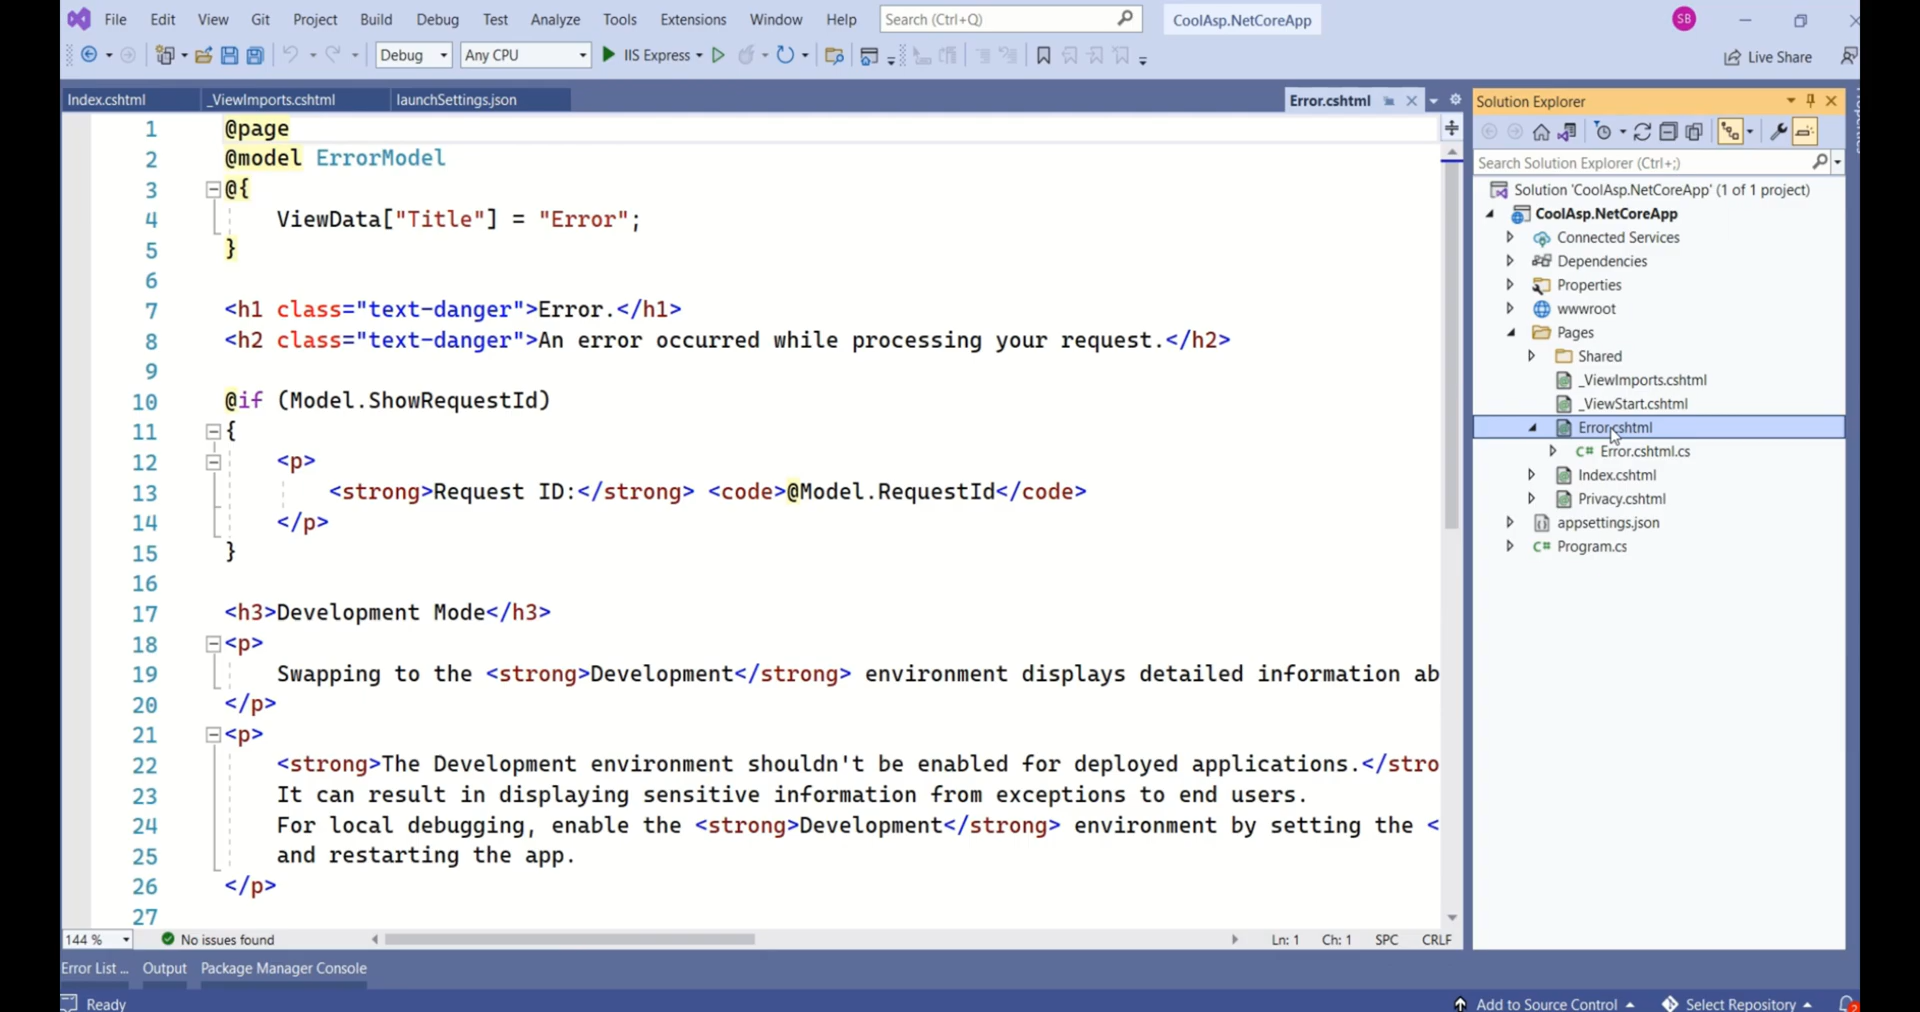 File Edit View Git Project Build Debug Test Analyze Tools Extensions Window Help Search (Ctrl+Q) CoolAsp.NetCoreApp SB
Debug Any CPU IIS Express Live Share
Index.cshtml _ViewImports.cshtml launchSettings.json Error.cshtml
1 @page
2 @model ErrorModel
3 @{
4 ViewData["Title"] = "Error";
5 }
6
7 <h1 class="text-danger">Error.</h1>
8 <h2 class="text-danger">An error occurred while processing your request.</h2>
9
10 @if (Model.ShowRequestId)
11 {
12 <p>
13 <strong>Request ID:</strong> <code>@Model.RequestId</code>
14 </p>
15 }
16
17 <h3>Development Mode</h3>
18 <p>
19 Swapping to the <strong>Development</strong> environment displays detailed information ab
20 </p>
21 <p>
22 <strong>The Development environment shouldn't be enabled for deployed applications.</stro
23 It can result in displaying sensitive information from exceptions to end users.
24 For local debugging, enable the <strong>Development</strong> environment by setting the <
25 and restarting the app.
26 </p>
27
144 % No issues found Ln: 1 Ch: 1 SPC CRLF
Error List ... Output Package Manager Console
Ready Add to Source Control Select Repository 2
Solution Explorer
Search Solution Explorer (Ctrl+;)
Solution 'CoolAsp.NetCoreApp' (1 of 1 project)
CoolAsp.NetCoreApp
Connected Services
Dependencies
Properties
wwwroot
Pages
Shared
_ViewImports.cshtml
_ViewStart.cshtml
Error.cshtml
C# Error.cshtml.cs
Index.cshtml
Privacy.cshtml
appsettings.json
C# Program.cs